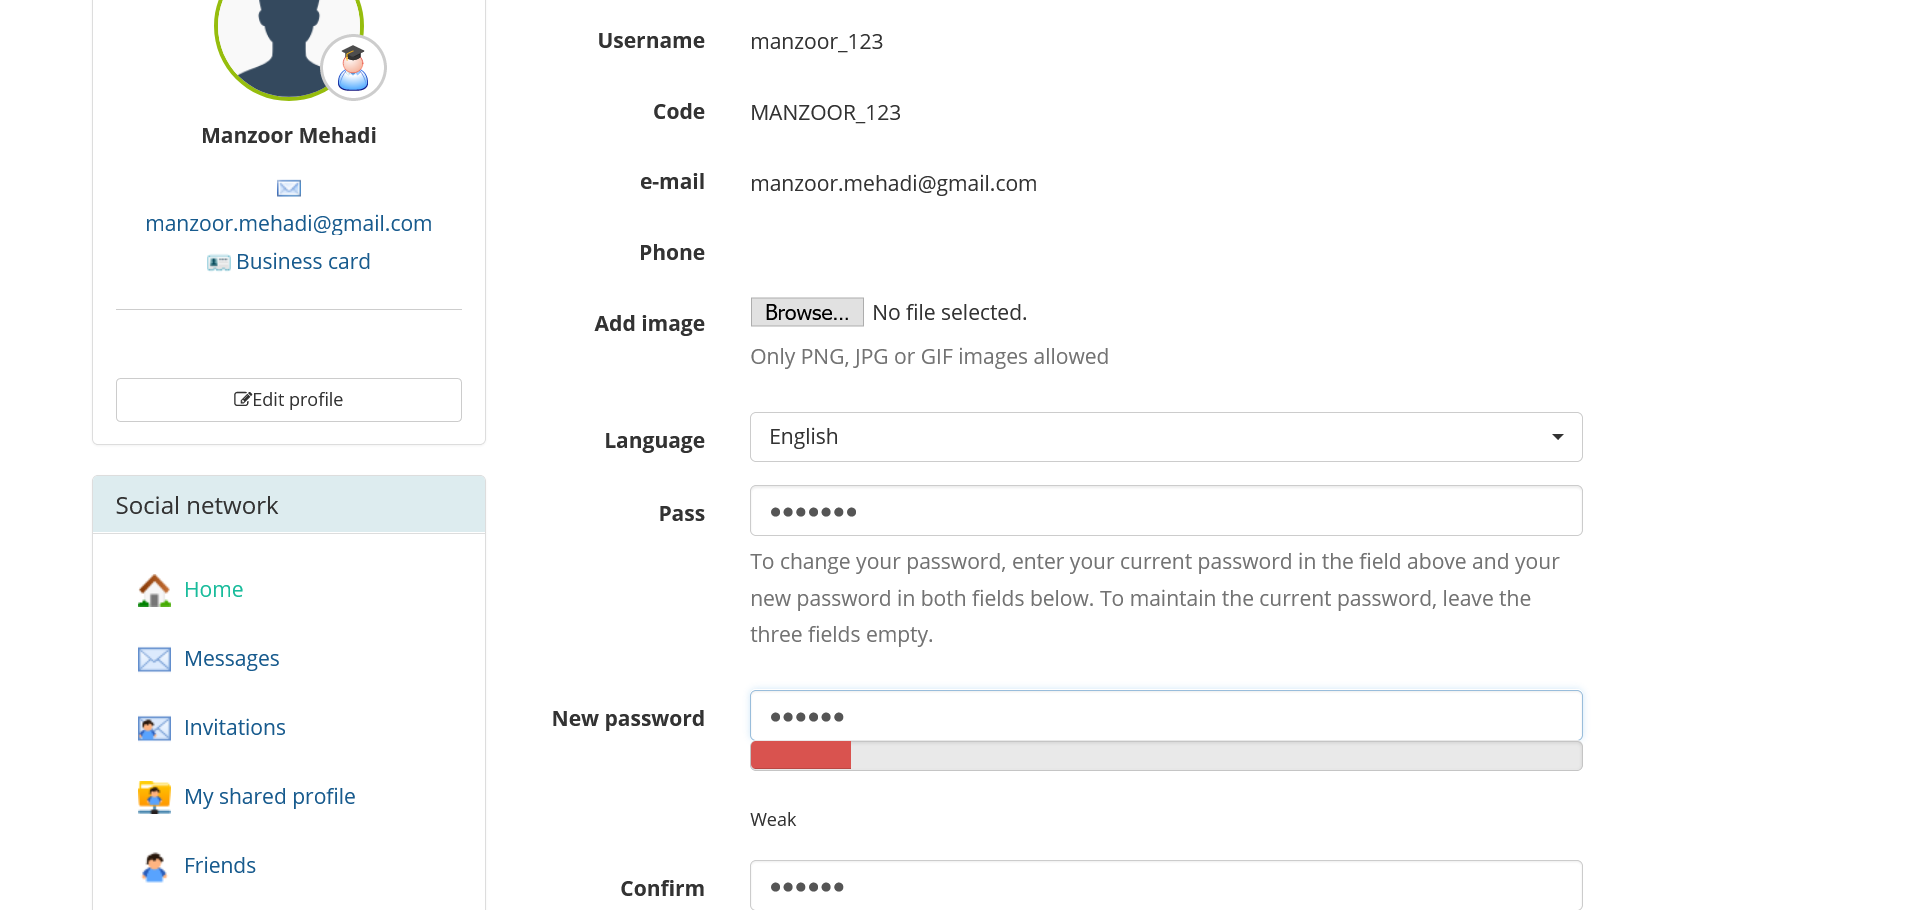 Manzoor Mehadi
manzoor.mehadi@gmail.com
Business card
Edit profile
Social network
Home
Messages
Invitations
My shared profile
Friends
Username manzoor_123
Code MANZOOR_123
e-mail manzoor.mehadi@gmail.com
Phone
Add image Browse... No file selected.
Only PNG, JPG or GIF images allowed
Language English
Pass •••••••
To change your password, enter your current password in the field above and your
new password in both fields below. To maintain the current password, leave the
three fields empty.
New password ••••••
Weak
Confirm ••••••